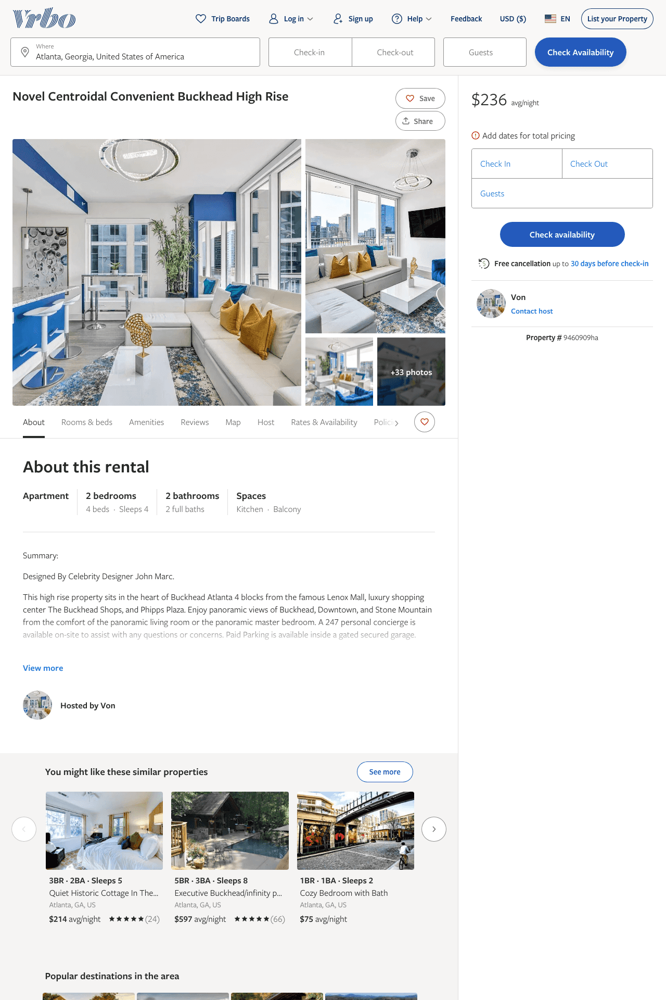 Vrbo
Trip Boards
Log in
Sign up
Help
Feedback
USD ($)
EN
List your Property
Where
Atlanta, Georgia, United States of America
Check-in
Check-out
Guests
Check Availability
Novel Centroidal Convenient Buckhead High Rise
Save
Share
+33 photos
$236 avg/night
Add dates for total pricing
Check In
Check Out
Guests
Check availability
Free cancellation up to 30 days before check-in
Von
Contact host
Property # 9460909ha
About
Rooms & beds
Amenities
Reviews
Map
Host
Rates & Availability
About this rental
Apartment
2 bedrooms
4 beds · Sleeps 4
2 bathrooms
2 full baths
Spaces
Kitchen · Balcony
Summary:
Designed By Celebrity Designer John Marc.
This high rise property sits in the heart of Buckhead Atlanta 4 blocks from the famous Lenox Mall, luxury shopping
center The Buckhead Shops, and Phipps Plaza. Enjoy panoramic views of Buckhead, Downtown, and Stone Mountain
from the comfort of the panoramic living room or the panoramic master bedroom. A 247 personal concierge is
available on-site to assist with any questions or concerns. Paid Parking is available inside a gated secured garage.
View more
Hosted by Von
You might like these similar properties
See more
3BR · 2BA · Sleeps 5
Quiet Historic Cottage In The...
Atlanta, GA, US
$214 avg/night ★★★★★(24)
5BR · 3BA · Sleeps 8
Executive Buckhead/infinity p...
Atlanta, GA, US
$597 avg/night ★★★★★(66)
1BR · 1BA · Sleeps 2
Cozy Bedroom with Bath
Atlanta, GA, US
$75 avg/night
Popular destinations in the area